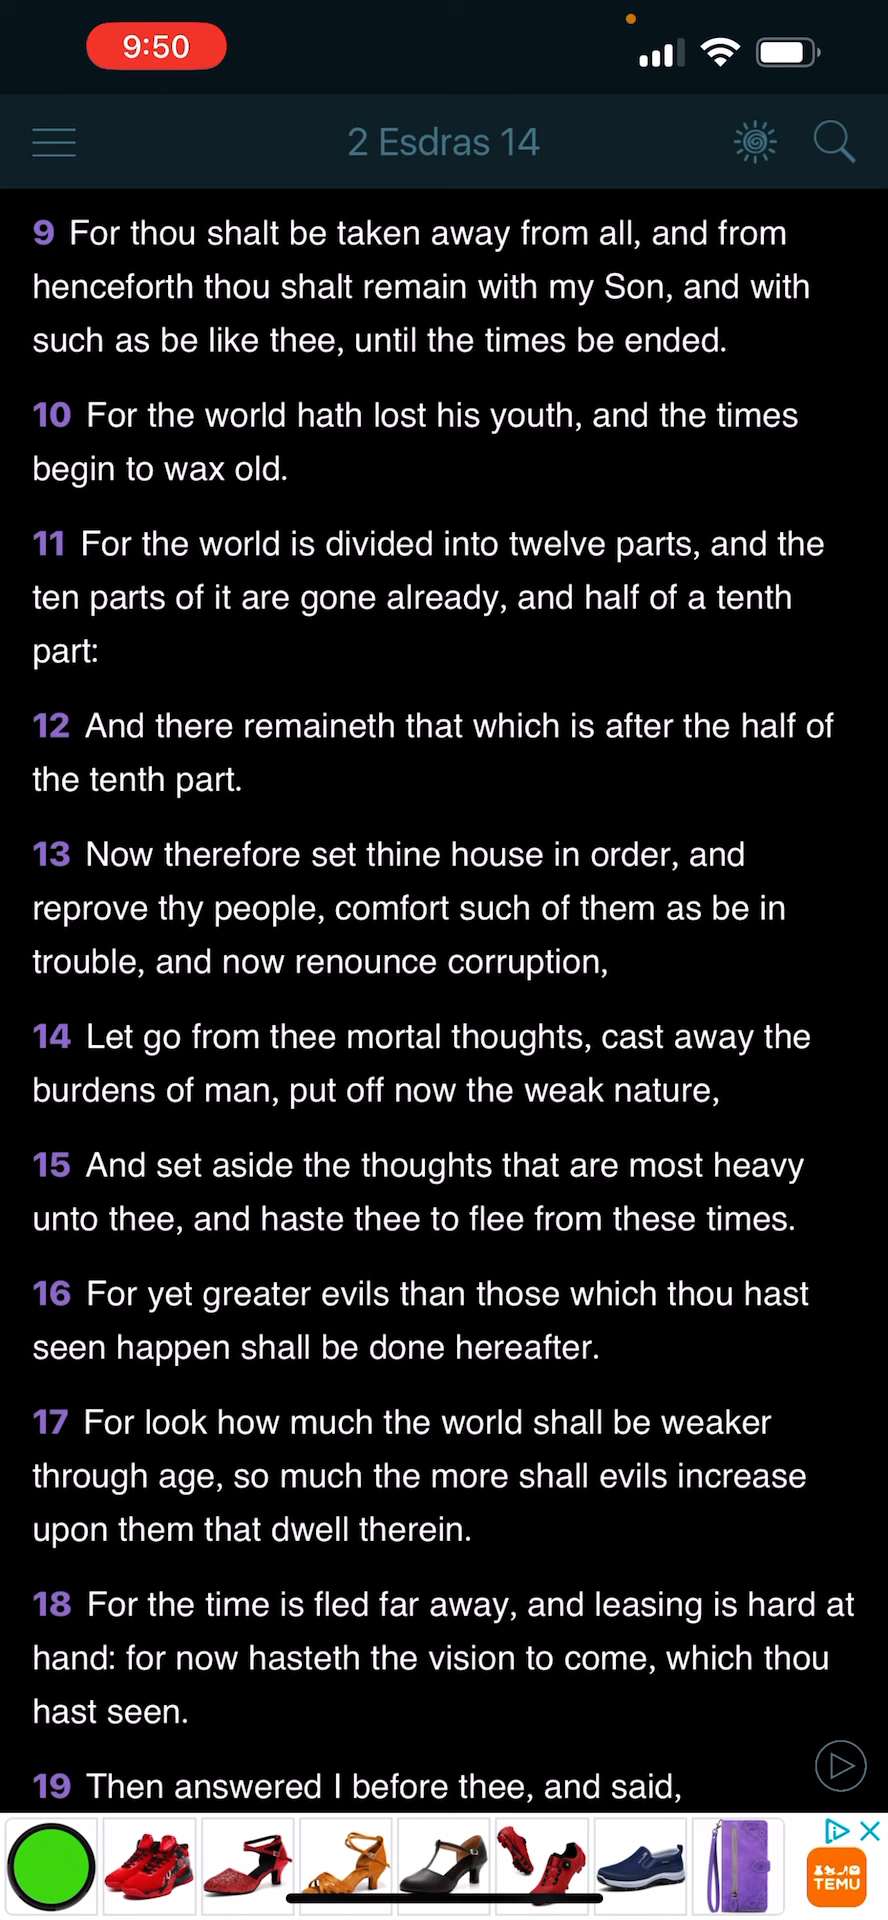 9:50
2 Esdras 14
9 For thou shalt be taken away from all, and from
henceforth thou shalt remain with my Son, and with
such as be like thee, until the times be ended.
10 For the world hath lost his youth, and the times
begin to wax old.
11 For the world is divided into twelve parts, and the
ten parts of it are gone already, and half of a tenth
part:
12 And there remaineth that which is after the half of
the tenth part.
13 Now therefore set thine house in order, and
reprove thy people, comfort such of them as be in
trouble, and now renounce corruption,
14 Let go from thee mortal thoughts, cast away the
burdens of man, put off now the weak nature,
15 And set aside the thoughts that are most heavy
unto thee, and haste thee to flee from these times.
16 For yet greater evils than those which thou hast
seen happen shall be done hereafter.
17 For look how much the world shall be weaker
through age, so much the more shall evils increase
upon them that dwell therein.
18 For the time is fled far away, and leasing is hard at
hand: for now hasteth the vision to come, which thou
hast seen.
19 Then answered I before thee, and said,
TEMU